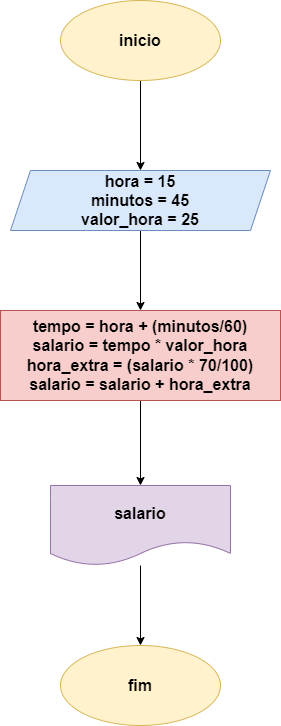 inicio
hora = 15
minutos = 45
valor_hora = 25
tempo = hora + (minutos/60)
salario = tempo * valor_hora
hora_extra = (salario * 70/100)
salario = salario + hora_extra
salario
fim